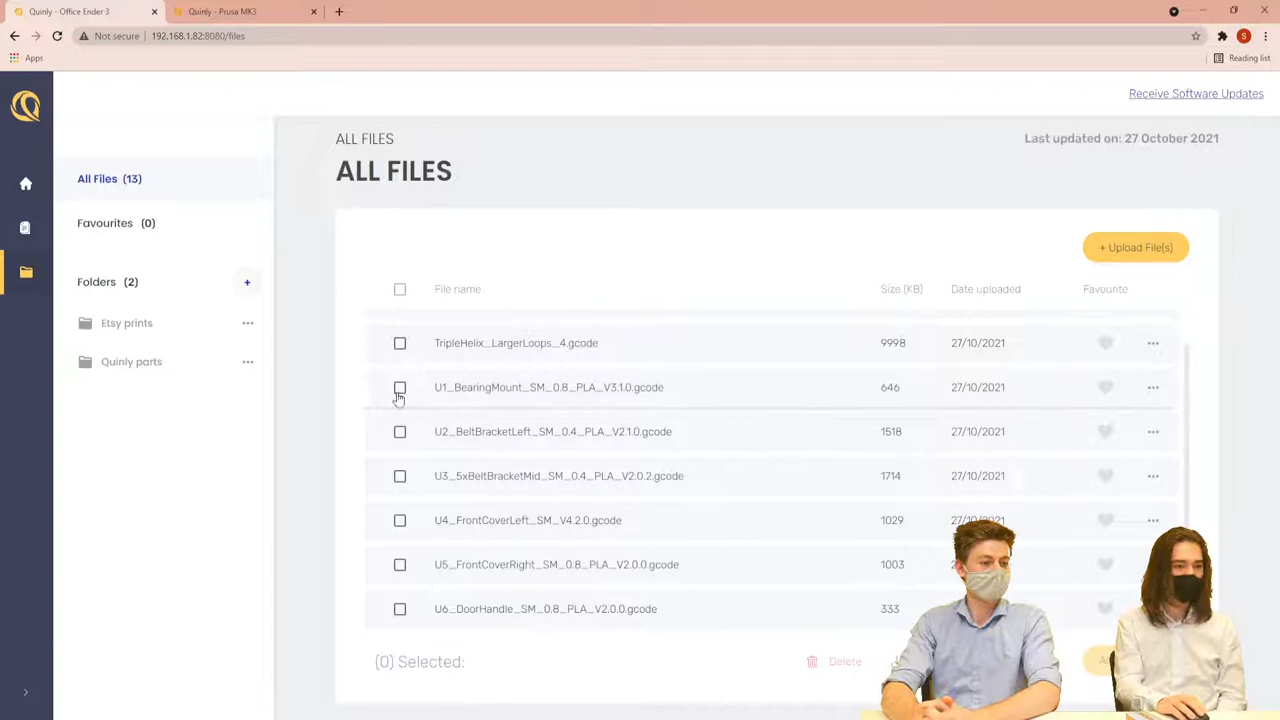 Quinly - Office Ender 3
Quinly - Prusa MK3
Not secure 192.168.1.82:8080/files
Apps
Reading list
Receive Software Updates
ALL FILES
Last updated on: 27 October 2021
ALL FILES
All Files (13)
Favourites (0)
Folders (2) +
Etsy prints
Quinly parts
+ Upload File(s)
File name Size (KB) Date uploaded Favourite
TripleHelix_LargerLoops_4.gcode 9998 27/10/2021
U1_BearingMount_SM_0.8_PLA_V3.1.0.gcode 646 27/10/2021
U2_BeltBracketLeft_SM_0.4_PLA_V2.1.0.gcode 1518 27/10/2021
U3_5xBeltBracketMid_SM_0.4_PLA_V2.0.2.gcode 1714 27/10/2021
U4_FrontCoverLeft_SM_V4.2.0.gcode 1029 27/10/2021
U5_FrontCoverRight_SM_0.8_PLA_V2.0.0.gcode 1003
U6_DoorHandle_SM_0.8_PLA_V2.0.0.gcode 333
(0) Selected:
Delete